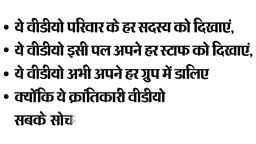 • ये वीडीयो परिवार के हर सदस्य को दिखाएं,
• ये वीडीयो इसी पल अपने हर स्टाफ को दिखाएं,
• ये वीडीयो अभी अपने हर ग्रुप में डालिए
• क्योंकि ये क्रांतिकारी वीडीयो
सबके सोच